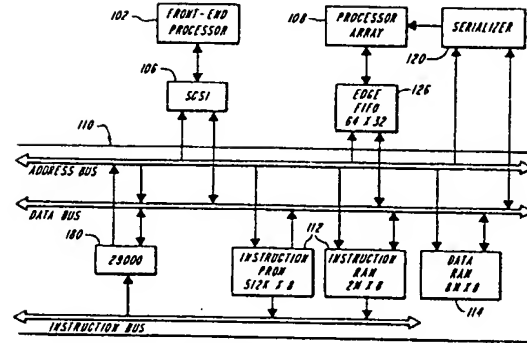 102
FRONT-END
PROCESSOR
108
PROCESSOR
ARRAY
SERIALIZER
120
106
SCSI
EDGE
FIFO
64 X 32
126
110
ADDRESS BUS
DATA BUS
180
29000
112
INSTRUCTION
PROM
512K X 8
INSTRUCTION
RAM
2M X 8
DATA
RAM
8M X 8
114
INSTRUCTION BUS